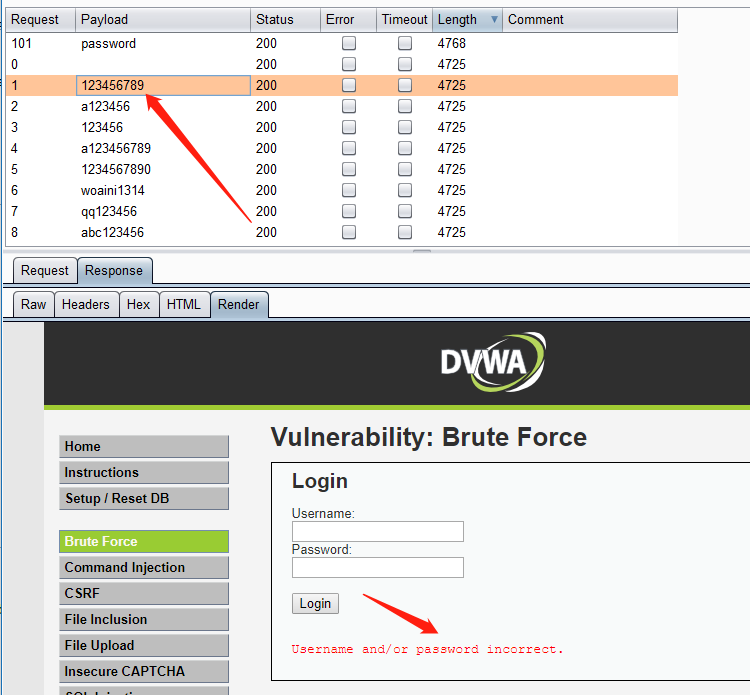 Request Payload Status Error Timeout Length Comment
101 password 200 4768
0 200 4725
1 123456789 200 4725
2 a123456 200 4725
3 123456 200 4725
4 a123456789 200 4725
5 1234567890 200 4725
6 woaini1314 200 4725
7 qq123456 200 4725
8 abc123456 200 4725
Request Response
Raw Headers Hex HTML Render
DVWA
Vulnerability: Brute Force
Home
Instructions
Setup / Reset DB
Brute Force
Command Injection
CSRF
File Inclusion
File Upload
Insecure CAPTCHA
Login
Username:
Password:
Login
Username and/or password incorrect.